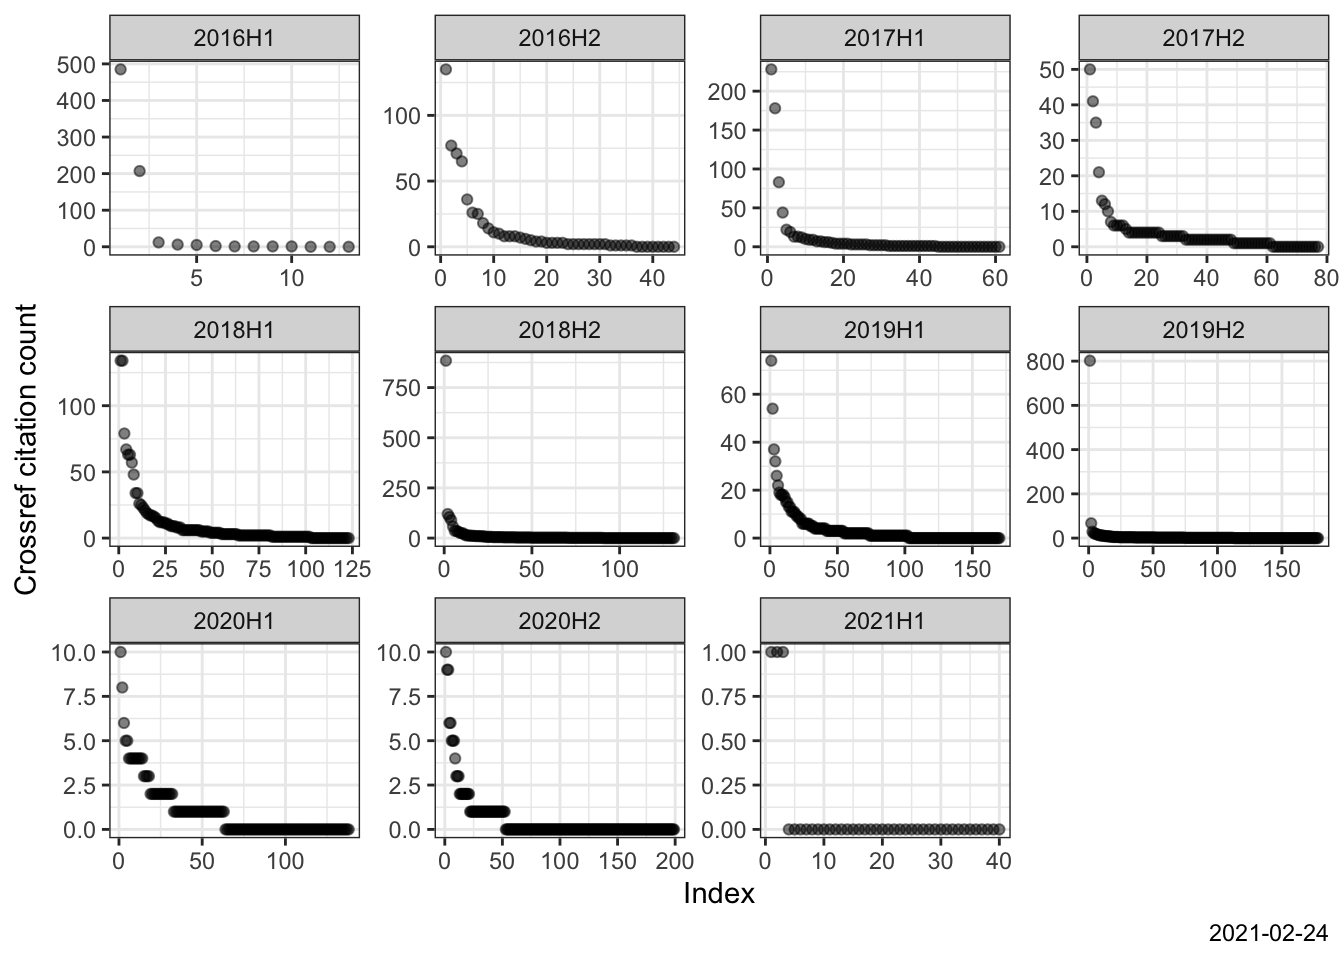 2016H1 2016H2 2017H1 2017H2
500 400 300 200 100 0
100 50 0
200 150 100 50 0
50 40 30 20 10 0
5 10
0 10 20 30 40
0 20 40 60
0 20 40 60 80
Crossref citation count
2018H1 2018H2 2019H1 2019H2
100 50 0
750 500 250 0
60 40 20 0
800 600 400 200 0
0 25 50 75 100 125
0 50 100
0 50 100 150
0 50 100 150
2020H1 2020H2 2021H1
10.0 7.5 5.0 2.5 0.0
10.0 7.5 5.0 2.5 0.0
1.00 0.75 0.50 0.25 0.00
0 50 100
0 50 100 150 200
0 10 20 30 40
Index
2021-02-24